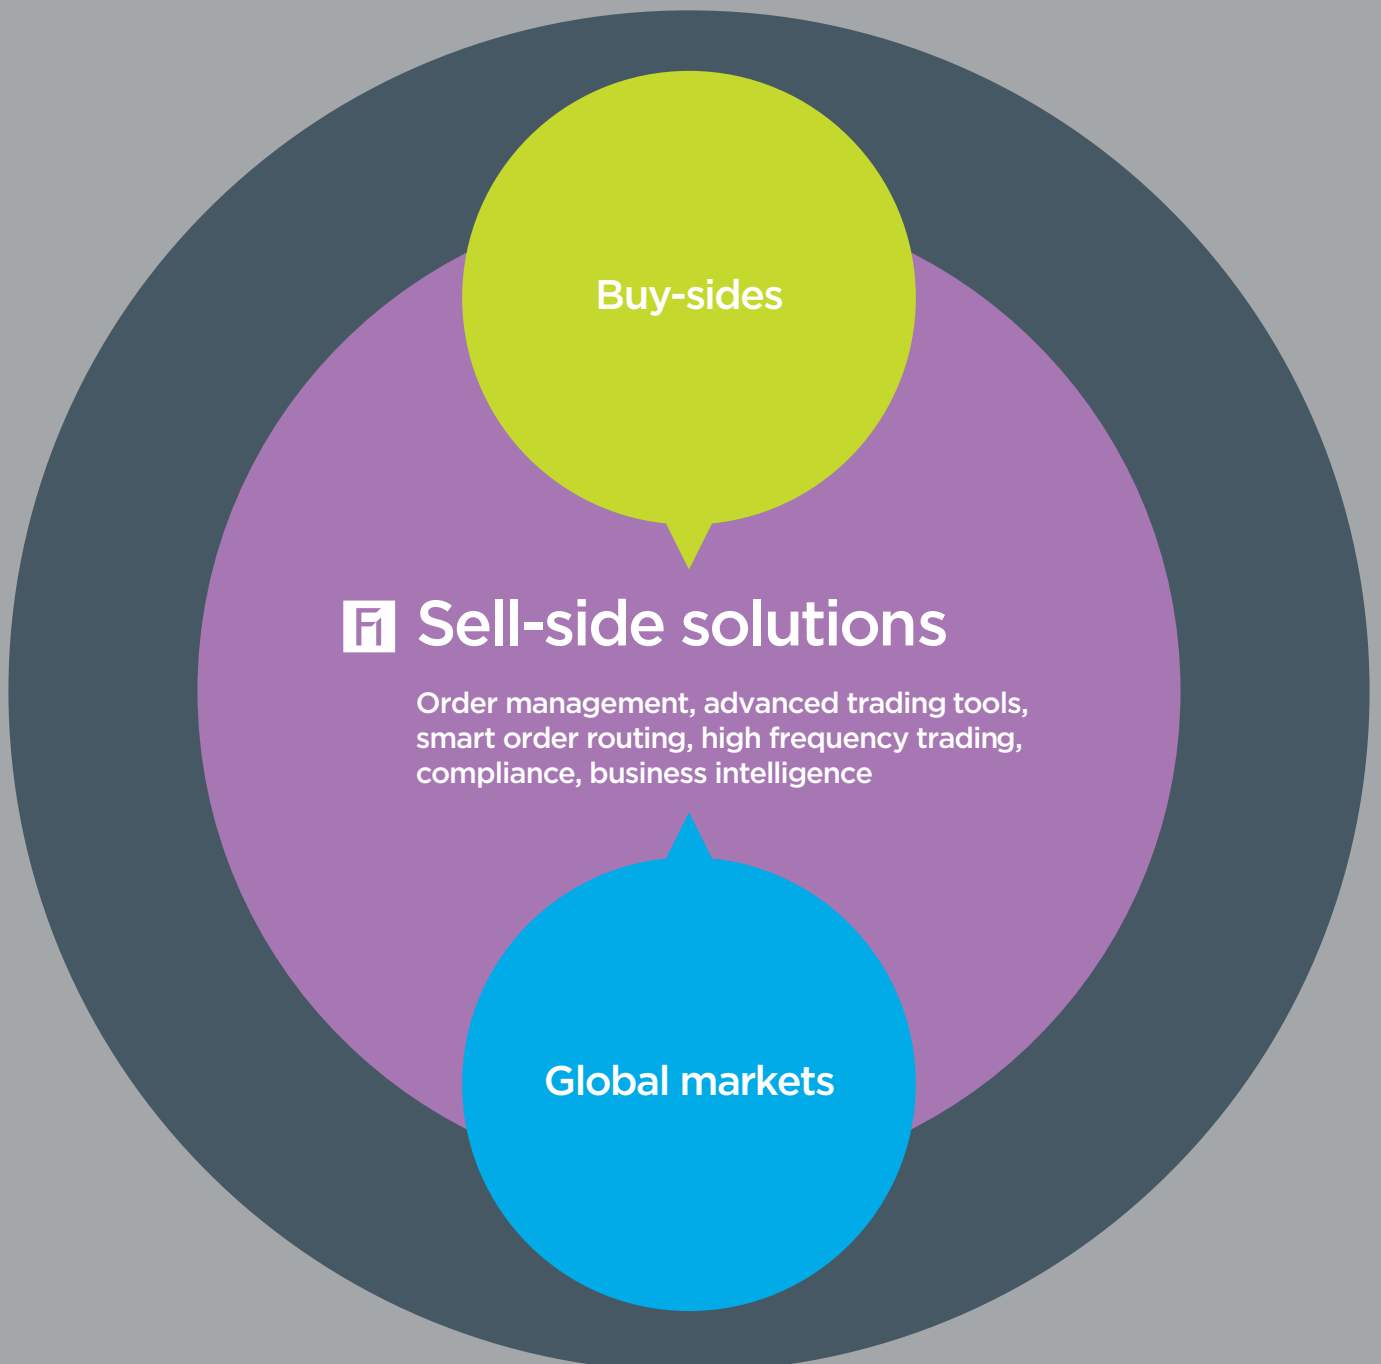 Buy-sides
F1 Sell-side solutions
Order management, advanced trading tools,
smart order routing, high frequency trading,
compliance, business intelligence
Global markets